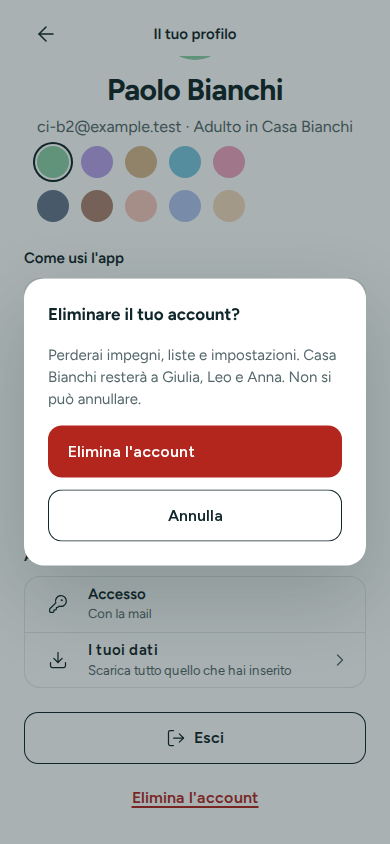 Il tuo profilo
Paolo Bianchi
ci-b2@example.test · Adulto in Casa Bianchi
Come usi l'app
Eliminare il tuo account?
Perderai impegni, liste e impostazioni. Casa
Bianchi resterà a Giulia, Leo e Anna. Non si
può annullare.
Elimina l'account
Annulla
Accesso
Con la mail
I tuoi dati
Scarica tutto quello che hai inserito
Esci
Elimina l'account